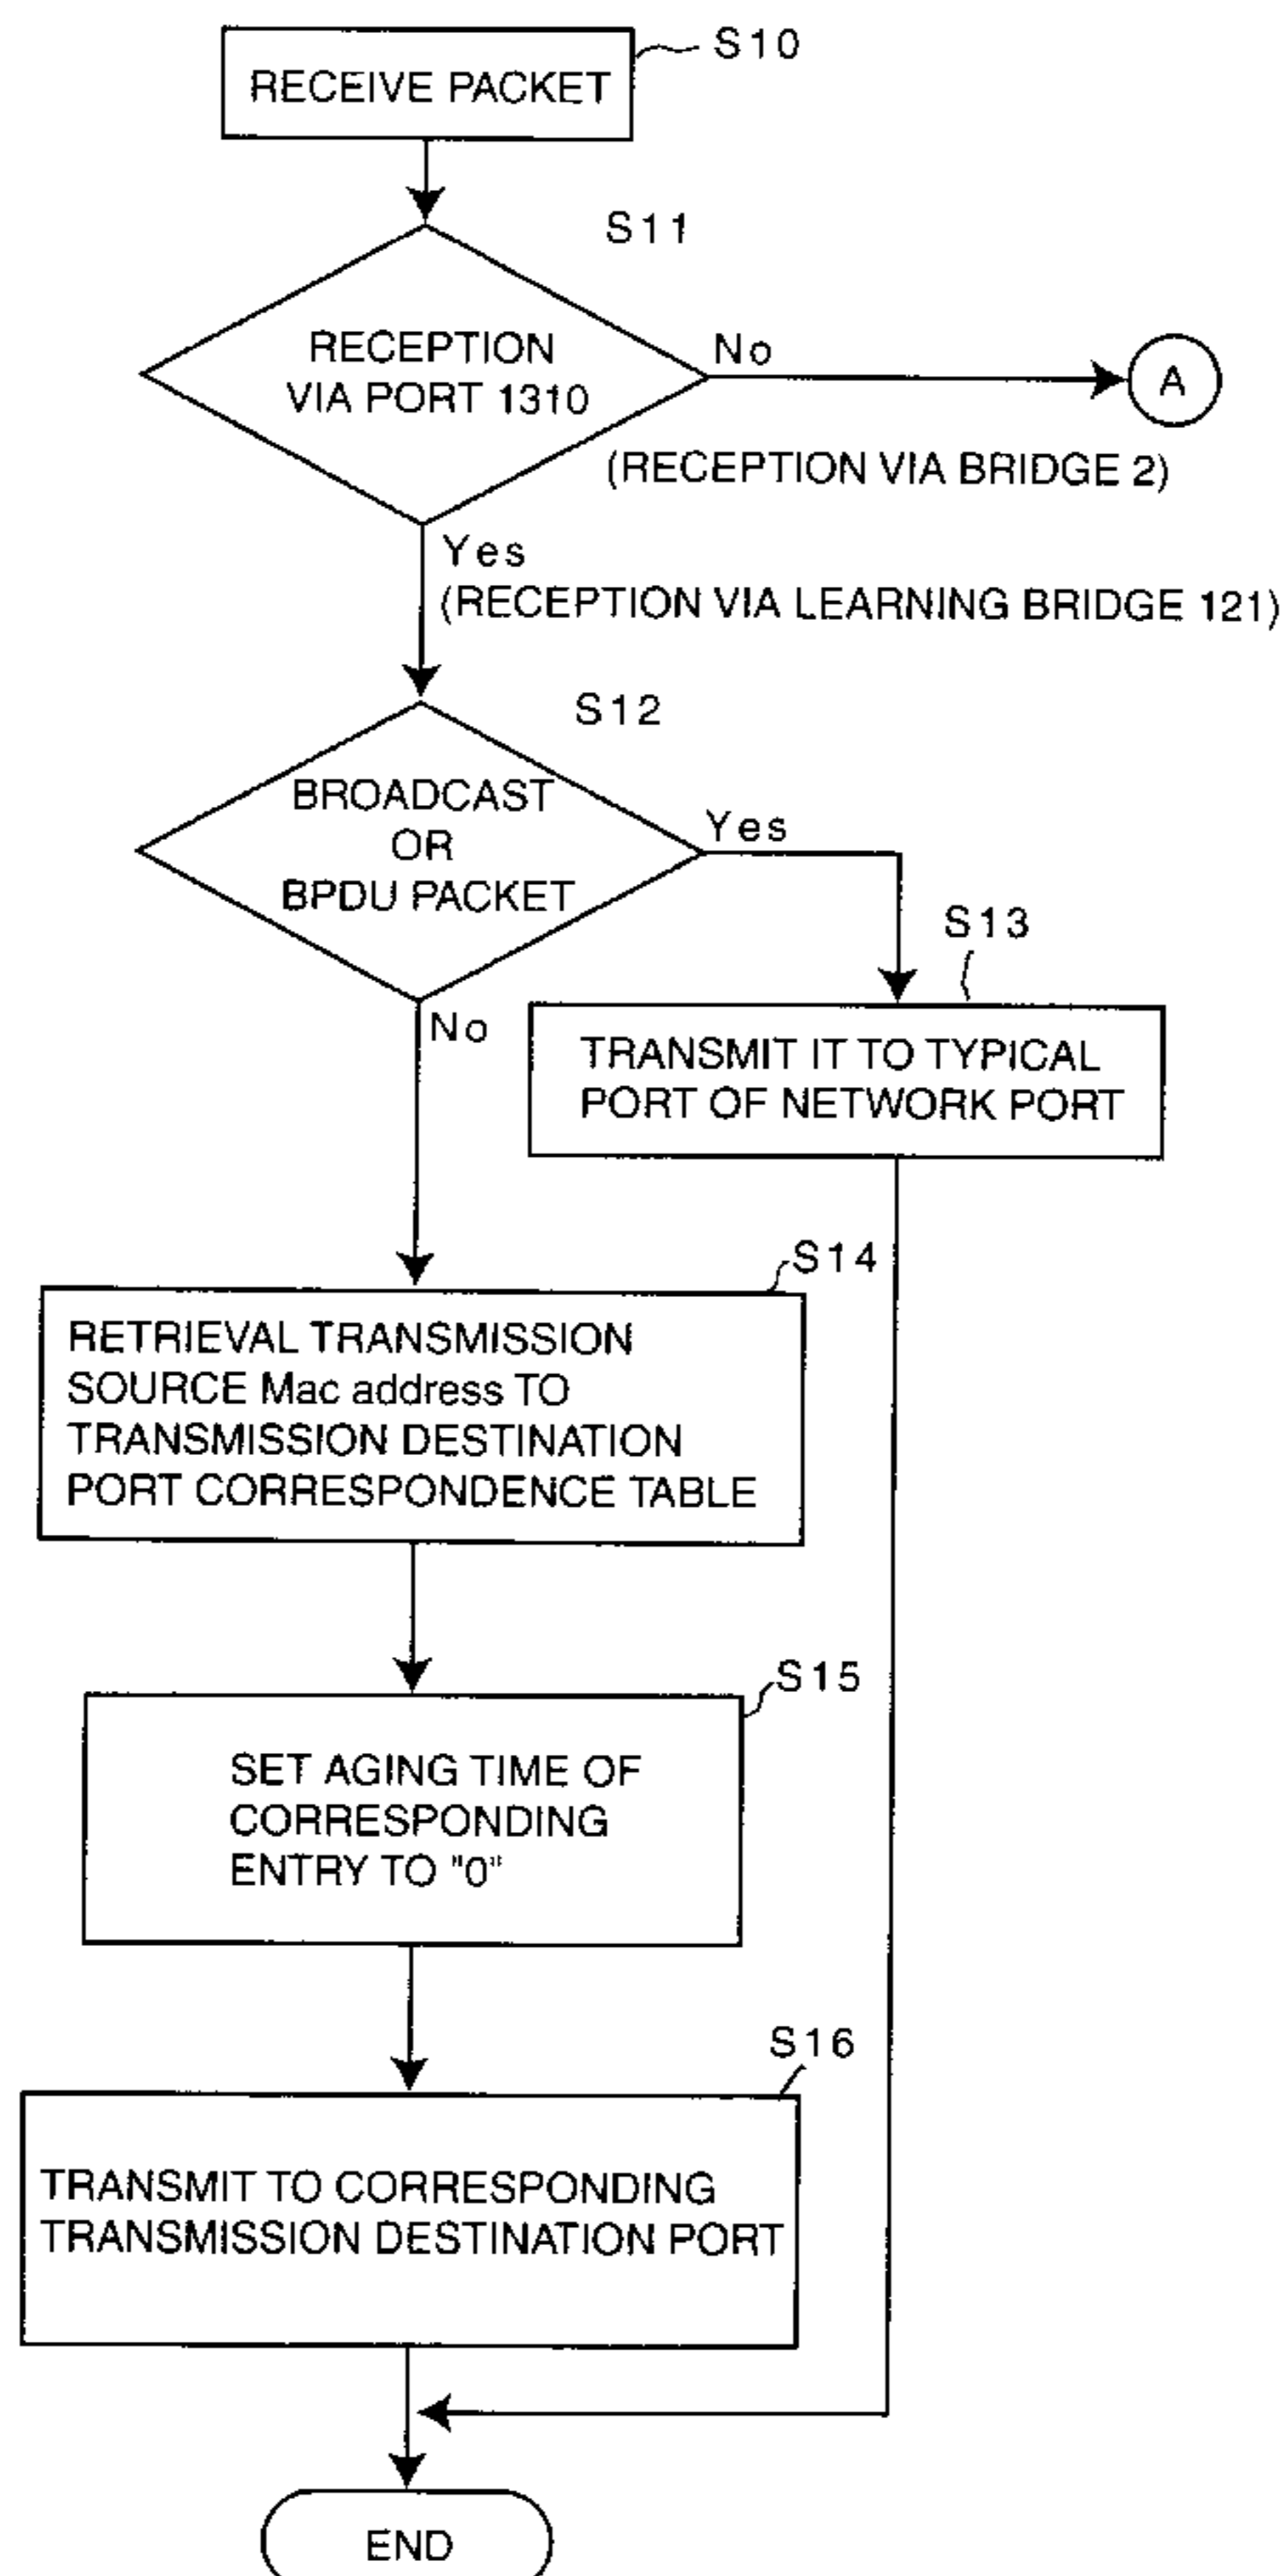 S10
RECEIVE PACKET
S11
RECEPTION
VIA PORT 1310
No
A
(RECEPTION VIA BRIDGE 2)
Yes
(RECEPTION VIA LEARNING BRIDGE 121)
S12
BROADCAST
OR
BPDU PACKET
Yes
S13
No
TRANSMIT IT TO TYPICAL
PORT OF NETWORK PORT
S14
RETRIEVAL TRANSMISSION
SOURCE Mac address TO
TRANSMISSION DESTINATION
PORT CORRESPONDENCE TABLE
S15
SET AGING TIME OF
CORRESPONDING
ENTRY TO "0"
S16
TRANSMIT TO CORRESPONDING
TRANSMISSION DESTINATION PORT
END